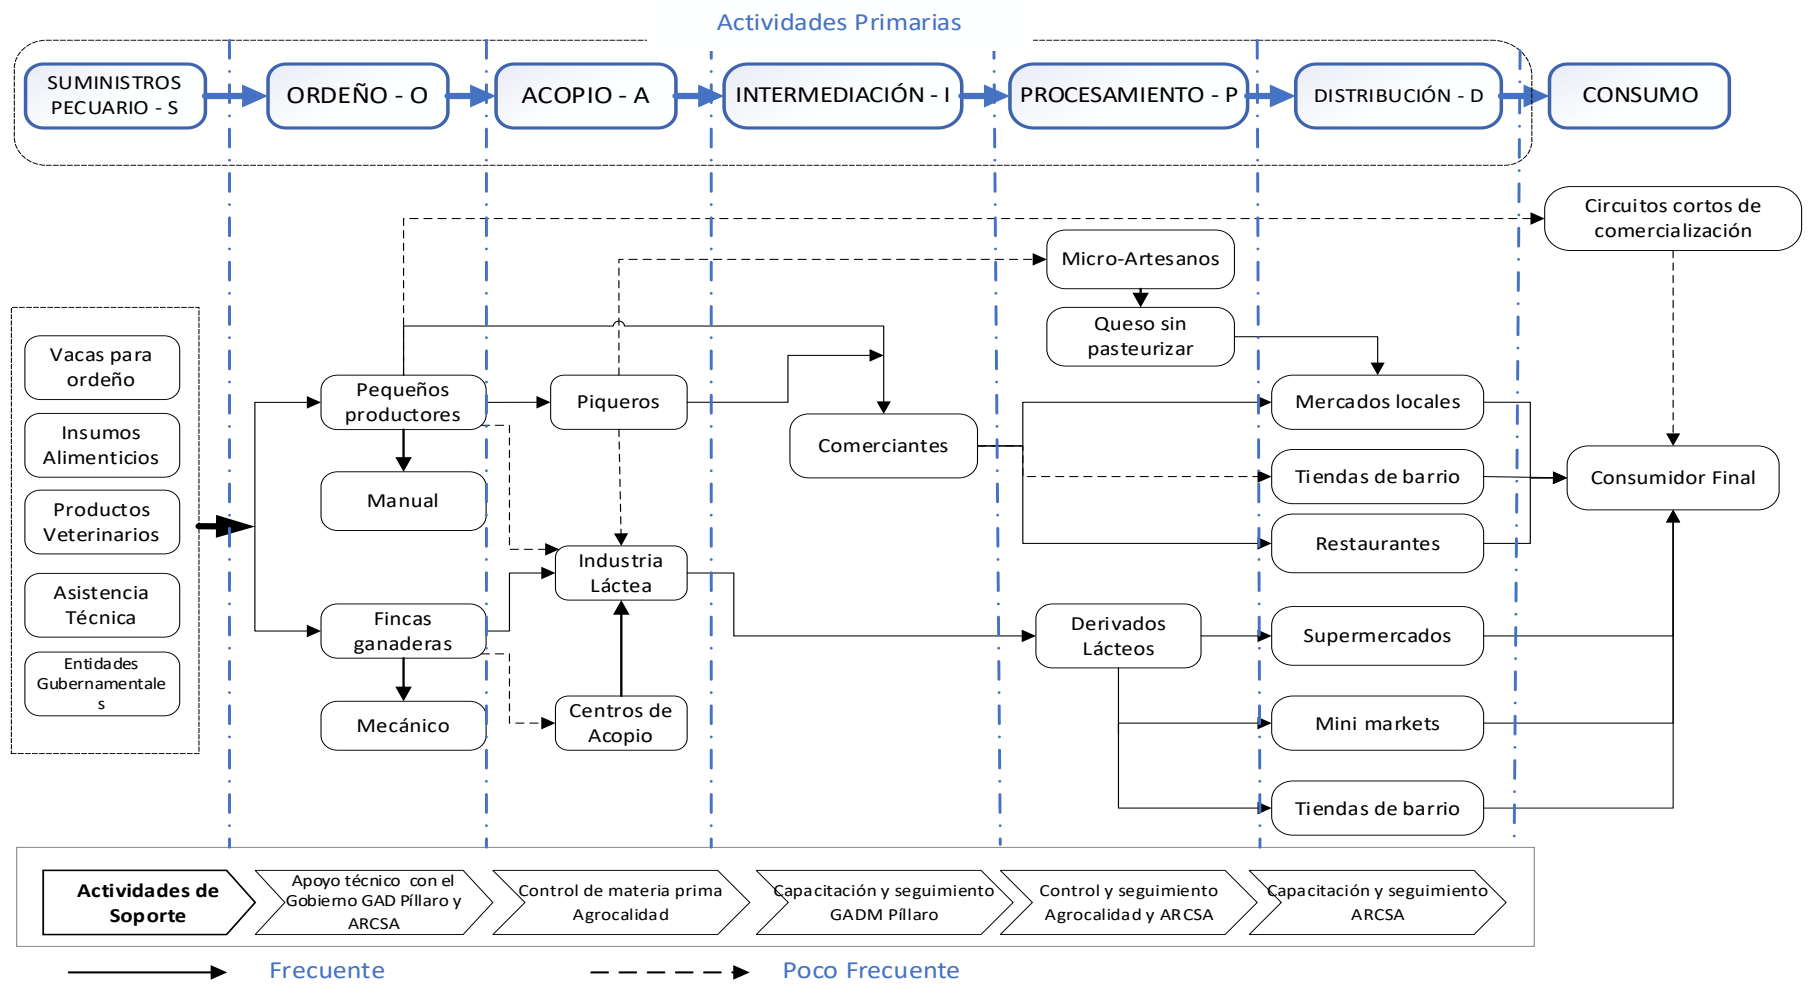 Actividades Primarias
SUMINISTROS
PECUARIO - S
ORDEÑO - O
ACOPIO - A
INTERMEDIACIÓN - I
PROCESAMIENTO - P
DISTRIBUCIÓN - D
CONSUMO
Circuitos cortos de
comercialización
Micro-Artesanos
Queso sin
pasteurizar
Vacas para
ordeño
Insumos
Alimenticios
Productos
Veterinarios
Asistencia
Técnica
Entidades
Gubernamentale
s
Pequeños
productores
Manual
Fincas
ganaderas
Mecánico
Piqueros
Industria
Láctea
Centros de
Acopio
Comerciantes
Derivados
Lácteos
Mercados locales
Tiendas de barrio
Restaurantes
Supermercados
Mini markets
Tiendas de barrio
Consumidor Final
Actividades de
Soporte
Apoyo técnico con el
Gobierno GAD Píllaro y
ARCSA
Control de materia prima
Agrocalidad
Capacitación y seguimiento
GADM Píllaro
Control y seguimiento
Agrocalidad y ARCSA
Capacitación y seguimiento
ARCSA
Frecuente
Poco Frecuente